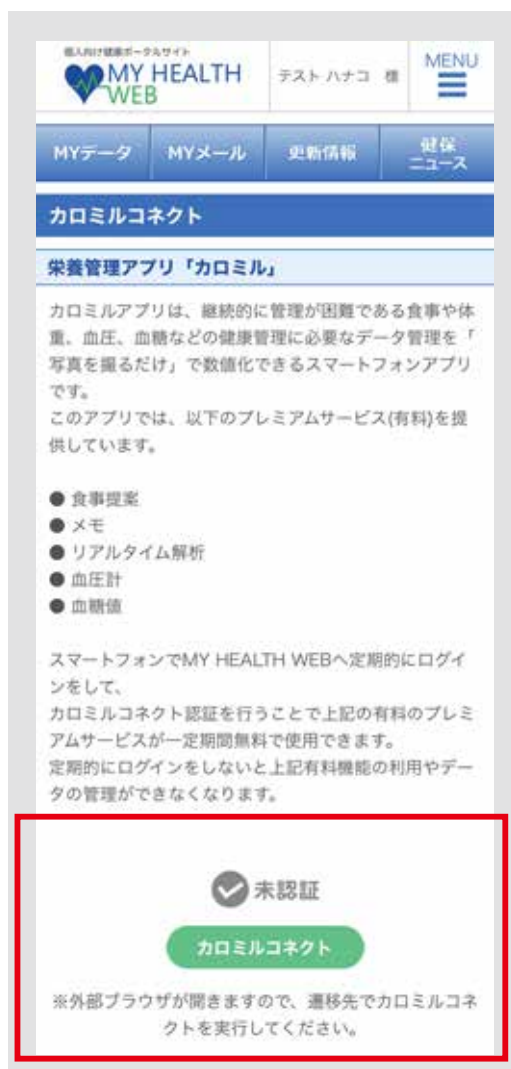 個人向け健康ポータルサイト
MY HEALTH
WEB
テスト ハナコ 様
MENU
MYデータ
MYメール
更新情報
健保
ニュース
カロミルコネクト
栄養管理アプリ「カロミル」
カロミルアプリは、継続的に管理が困難である食事や体
重、血圧、血糖などの健康管理に必要なデータ管理を「
写真を撮るだけ」で数値化できるスマートフォンアプリ
です。
このアプリでは、以下のプレミアムサービス(有料)を提
供しています。
● 食事提案
● メモ
● リアルタイム解析
● 血圧計
● 血糖値
スマートフォンでMY HEALTH WEBへ定期的にログイ
ンをして、
カロミルコネクト認証を行うことで上記の有料のプレミ
アムサービスが一定期間無料で使用できます。
定期的にログインをしないと上記有料機能の利用やデー
タの管理ができなくなります。
未認証
カロミルコネクト
※外部ブラウザが開きますので、遷移先でカロミルコネ
クトを実行してください。